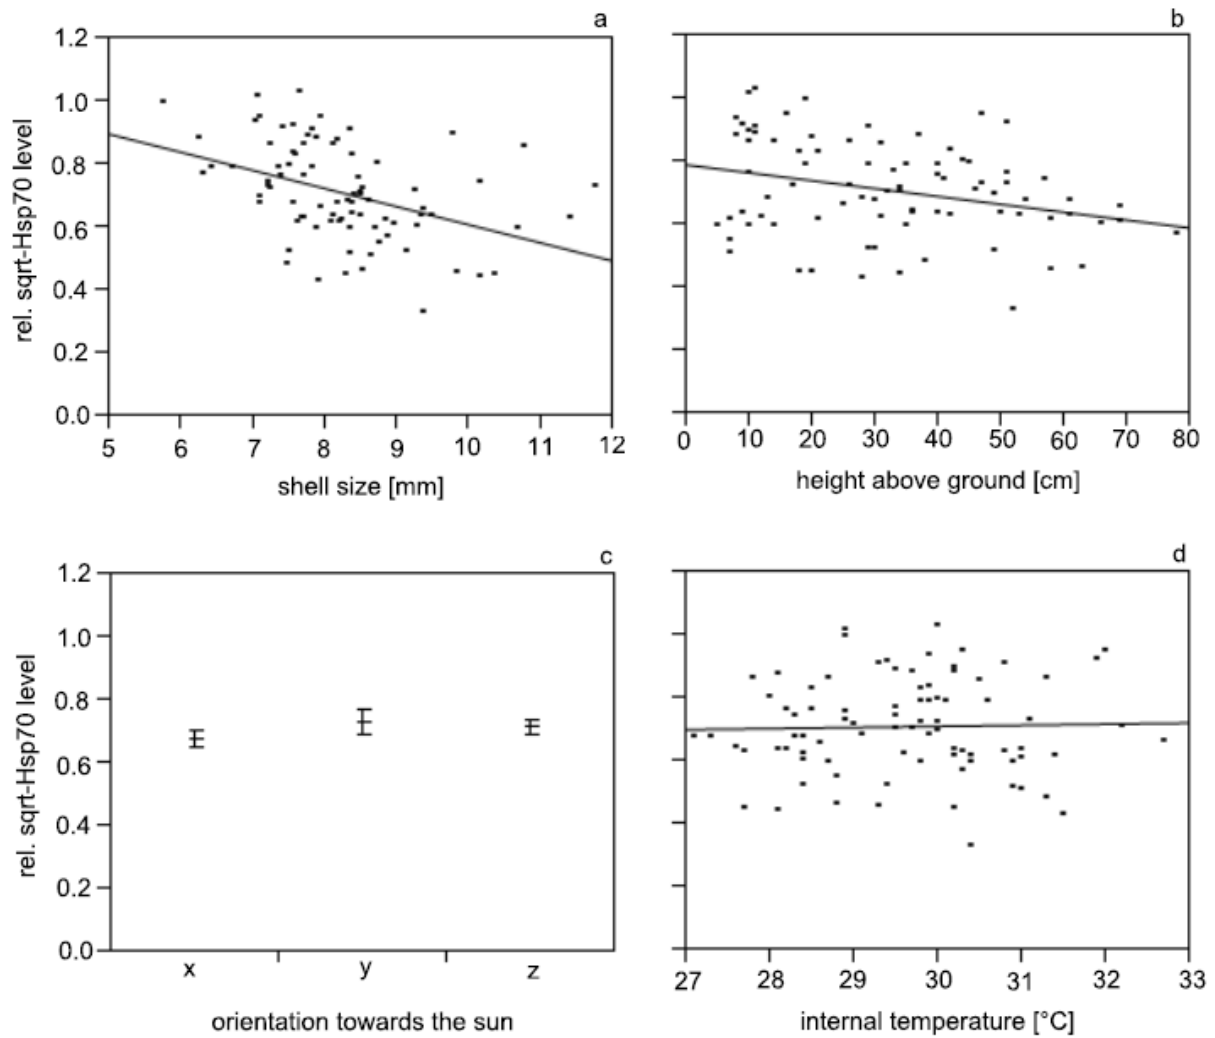 a
1.2
1.0
0.8
0.6
0.4
0.2
0.0
rel. sqrt-Hsp70 level
5 6 7 8 9 10 11 12
shell size [mm]
b
0 10 20 30 40 50 60 70 80
height above ground [cm]
c
1.2
1.0
0.8
0.6
0.4
0.2
0.0
rel. sqrt-Hsp70 level
x y z
orientation towards the sun
d
27 28 29 30 31 32 33
internal temperature [°C]